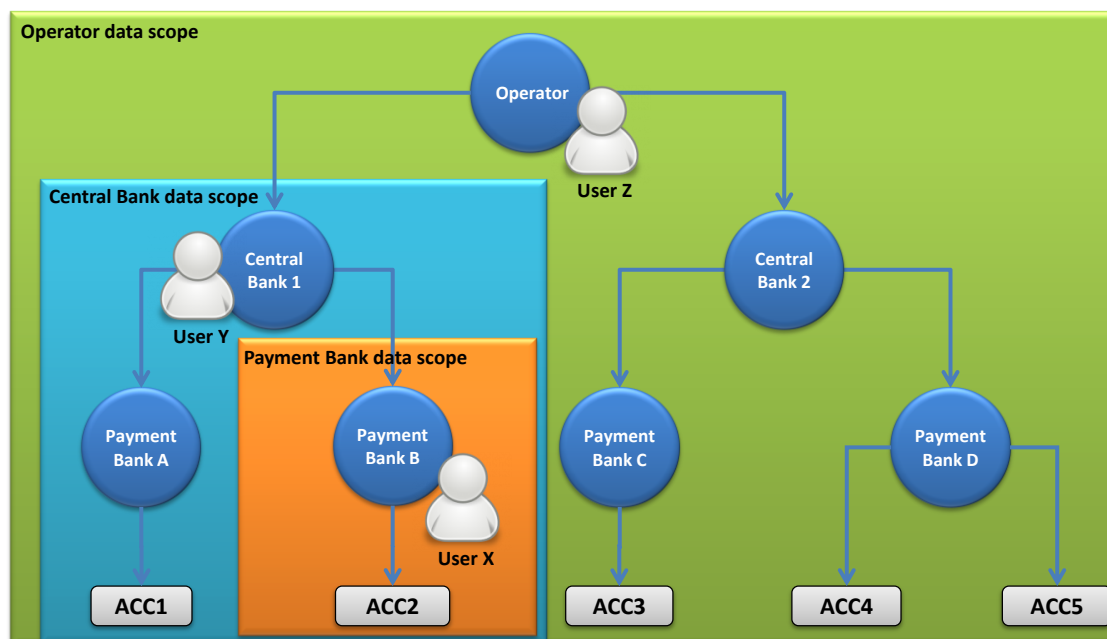 Operator data scope
Operator
User Z
Central Bank data scope
Central
Bank 1
Central
Bank 2
User Y
Payment Bank data scope
Payment
Bank A
Payment
Bank B
Payment
Bank C
Payment
Bank D
User X
ACC1
ACC2
ACC3
ACC4
ACC5